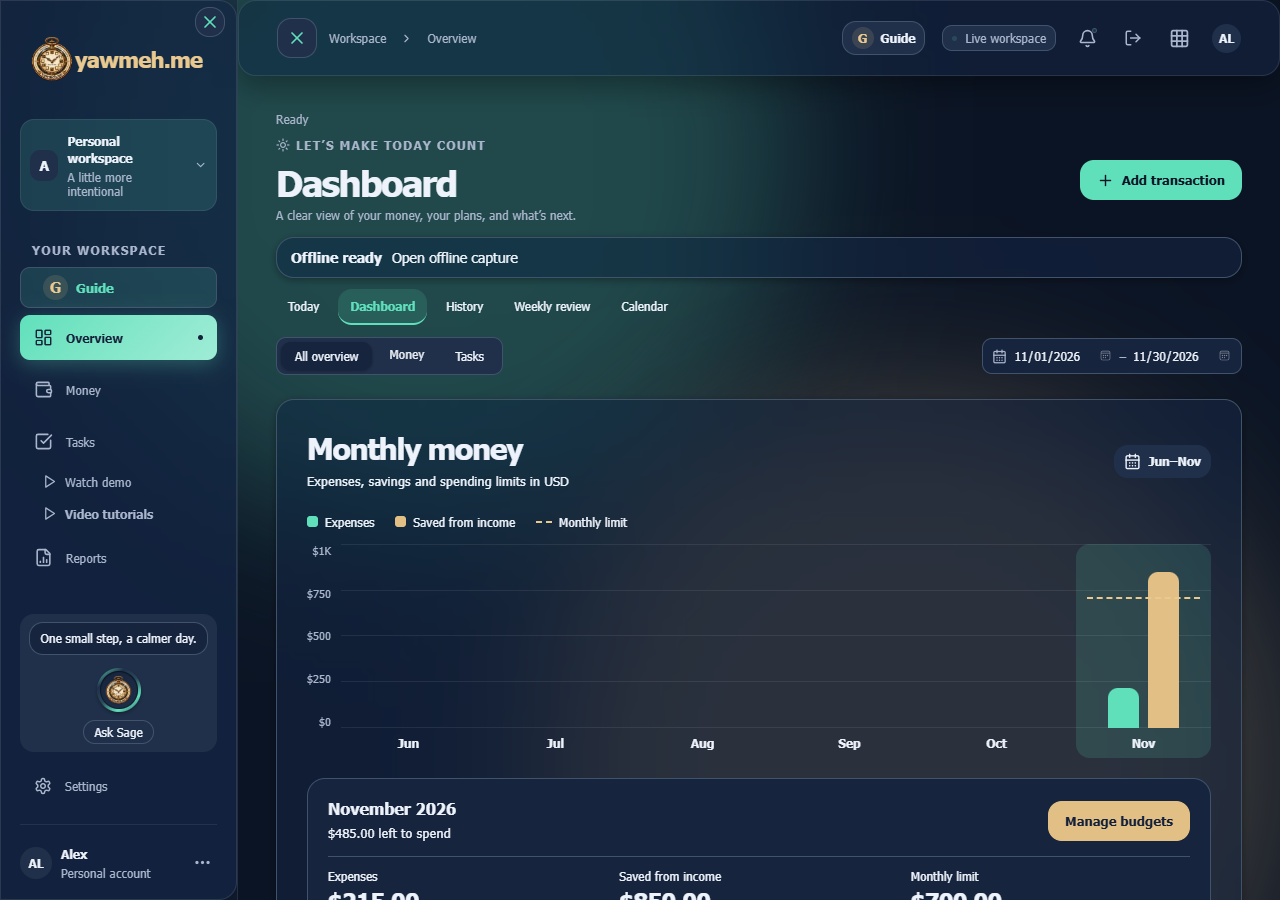 yawmeh.me
A
Personal workspace
A little more intentional
YOUR WORKSPACE
G Guide
Overview
Money
Tasks
Watch demo
Video tutorials
Reports
One small step, a calmer day.
Ask Sage
Settings
AL
Alex
Personal account
Workspace > Overview
G Guide
Live workspace
AL
Ready
LET'S MAKE TODAY COUNT
Dashboard
A clear view of your money, your plans, and what's next.
+ Add transaction
Offline ready Open offline capture
Today Dashboard History Weekly review Calendar
All overview Money Tasks
11/01/2026 – 11/30/2026
Monthly money
Expenses, savings and spending limits in USD
Jun–Nov
Expenses Saved from income Monthly limit
$1K
$750
$500
$250
$0
Jun Jul Aug Sep Oct Nov
November 2026
$485.00 left to spend
Manage budgets
Expenses Saved from income Monthly limit
$215.00 $850.00 $700.00